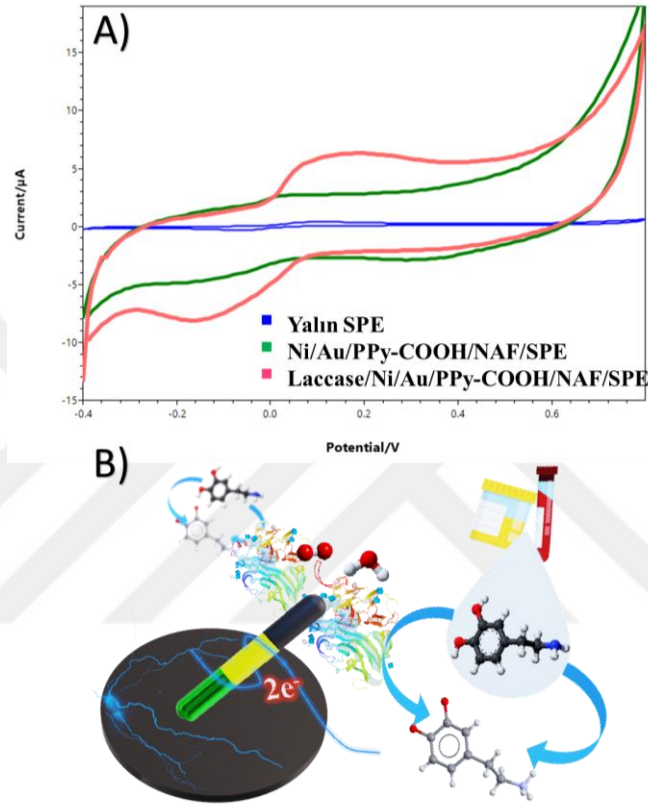 A)
15
10
5
0
-5
-10
-15
-0.4
-0.2
0.0
0.2
0.4
0.6
Current/µA
Potential/V
Yalın SPE
Ni/Au/PPy-COOH/NAF/SPE
Laccase/Ni/Au/PPy-COOH/NAF/SPE
B)
2e-